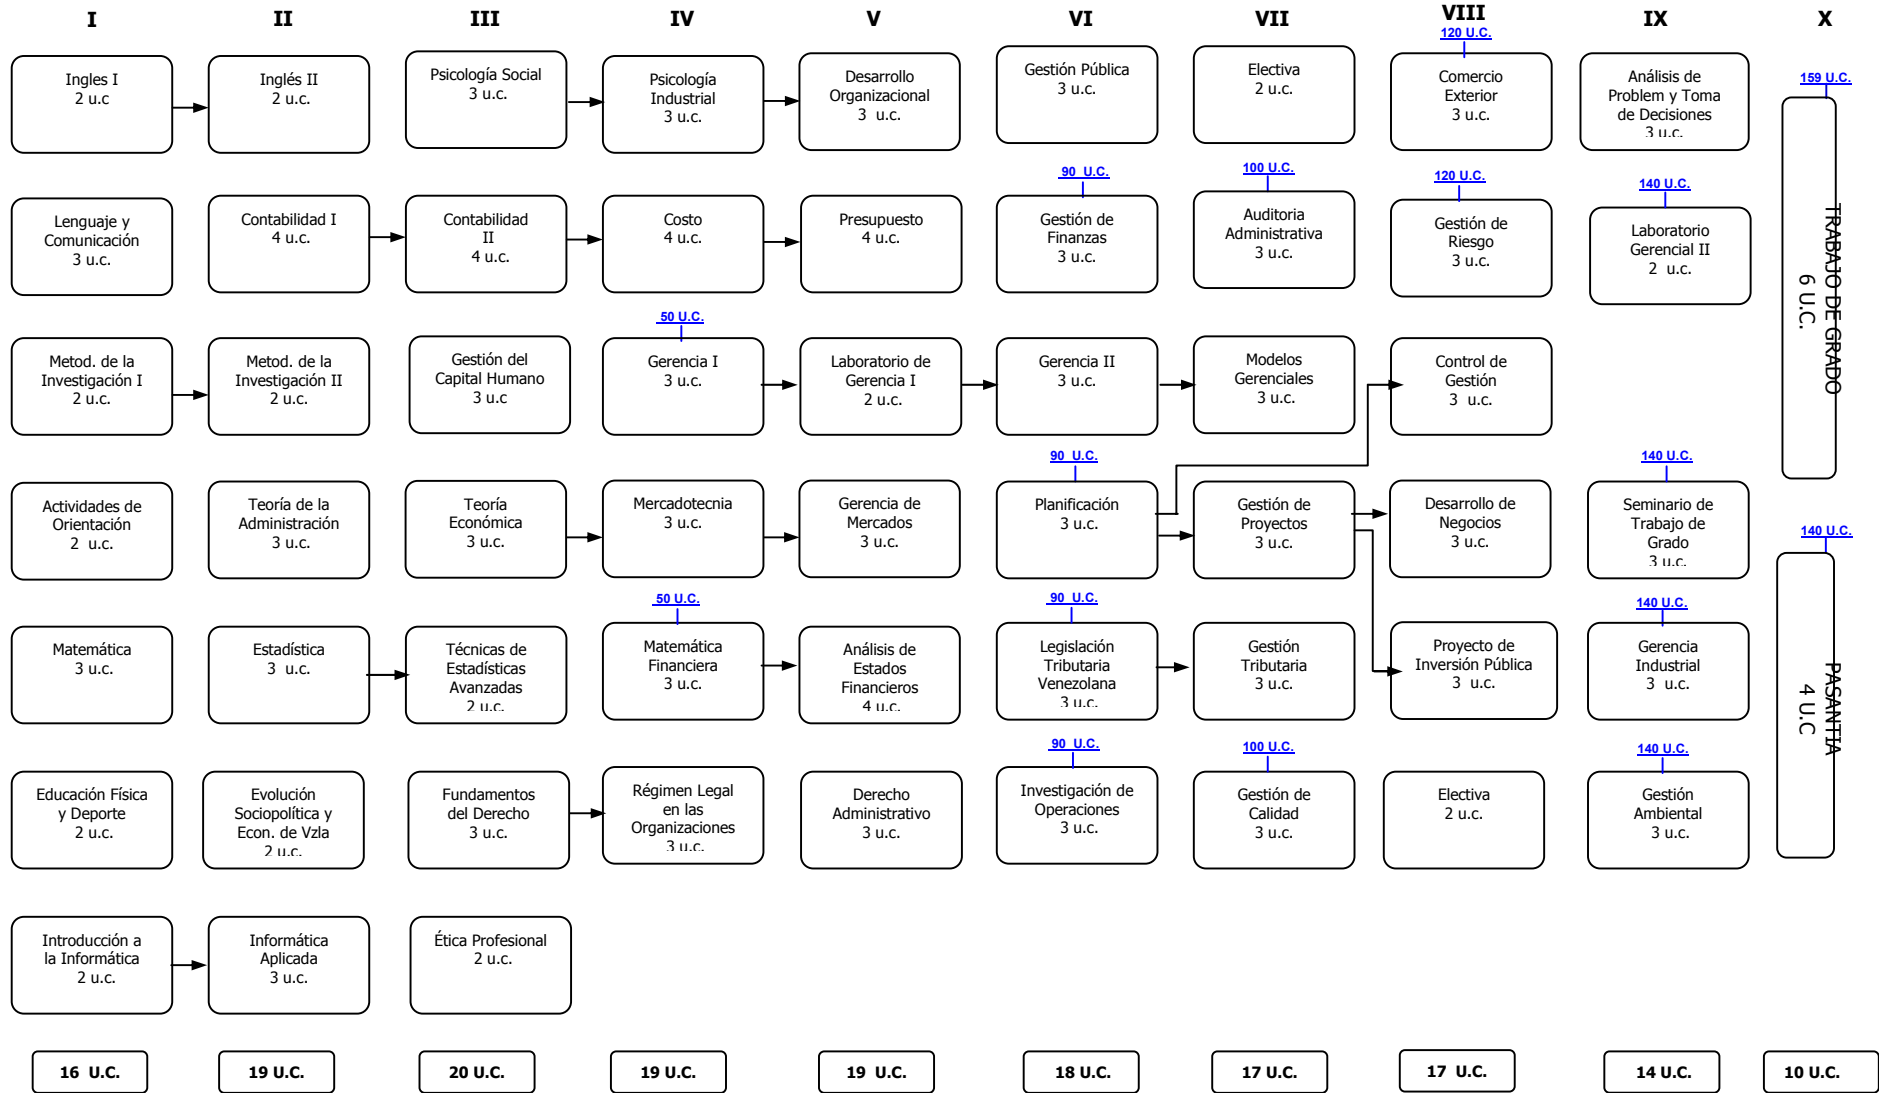 I
II
III
IV
V
VI
VII
VIII
IX
X
120 U.C.
159 U.C.
Ingles I
2 u.c
Inglés II
2 u.c.
Psicología Social
3 u.c.
Psicología
Industrial
3 u.c.
Desarrollo
Organizacional
3 u.c.
Gestión Pública
3 u.c.
Electiva
2 u.c.
Comercio
Exterior
3 u.c.
Análisis de
Problem y Toma
de Decisiones
3 u.c.
90 U.C.
100 U.C.
120 U.C.
140 U.C.
Lenguaje y
Comunicación
3 u.c.
Contabilidad I
4 u.c.
Contabilidad
II
4 u.c.
Costo
4 u.c.
Presupuesto
4 u.c.
Gestión de
Finanzas
3 u.c.
Auditoria
Administrativa
3 u.c.
Gestión de
Riesgo
3 u.c.
Laboratorio
Gerencial II
2 u.c.
TRABAJO DE GRADO
6 U.C.
50 U.C.
Metod. de la
Investigación I
2 u.c.
Metod. de la
Investigación II
2 u.c.
Gestión del
Capital Humano
3 u.c
Gerencia I
3 u.c.
Laboratorio de
Gerencia I
2 u.c.
Gerencia II
3 u.c.
Modelos
Gerenciales
3 u.c.
Control de
Gestión
3 u.c.
90 U.C.
140 U.C.
140 U.C.
Actividades de
Orientación
2 u.c.
Teoría de la
Administración
3 u.c.
Teoría
Económica
3 u.c.
Mercadotecnia
3 u.c.
Gerencia de
Mercados
3 u.c.
Planificación
3 u.c.
Gestión de
Proyectos
3 u.c.
Desarrollo de
Negocios
3 u.c.
Seminario de
Trabajo de
Grado
3 u.c.
50 U.C.
90 U.C.
140 U.C.
Matemática
3 u.c.
Estadística
3 u.c.
Técnicas de
Estadísticas
Avanzadas
2 u.c.
Matemática
Financiera
3 u.c.
Análisis de
Estados
Financieros
4 u.c.
Legislación
Tributaria
Venezolana
3 u.c.
Gestión
Tributaria
3 u.c.
Proyecto de
Inversión Pública
3 u.c.
Gerencia
Industrial
3 u.c.
PASANTIA
4 U.C
90 U.C.
100 U.C.
140 U.C.
Educación Física
y Deporte
2 u.c.
Evolución
Sociopolítica y
Econ. de Vzla
2 u.c.
Fundamentos
del Derecho
3 u.c.
Régimen Legal
en las
Organizaciones
3 u.c.
Derecho
Administrativo
3 u.c.
Investigación de
Operaciones
3 u.c.
Gestión de
Calidad
3 u.c.
Electiva
2 u.c.
Gestión
Ambiental
3 u.c.
Introducción a
la Informática
2 u.c.
Informática
Aplicada
3 u.c.
Ética Profesional
2 u.c.
16 U.C.
19 U.C.
20 U.C.
19 U.C.
19 U.C.
18 U.C.
17 U.C.
17 U.C.
14 U.C.
10 U.C.